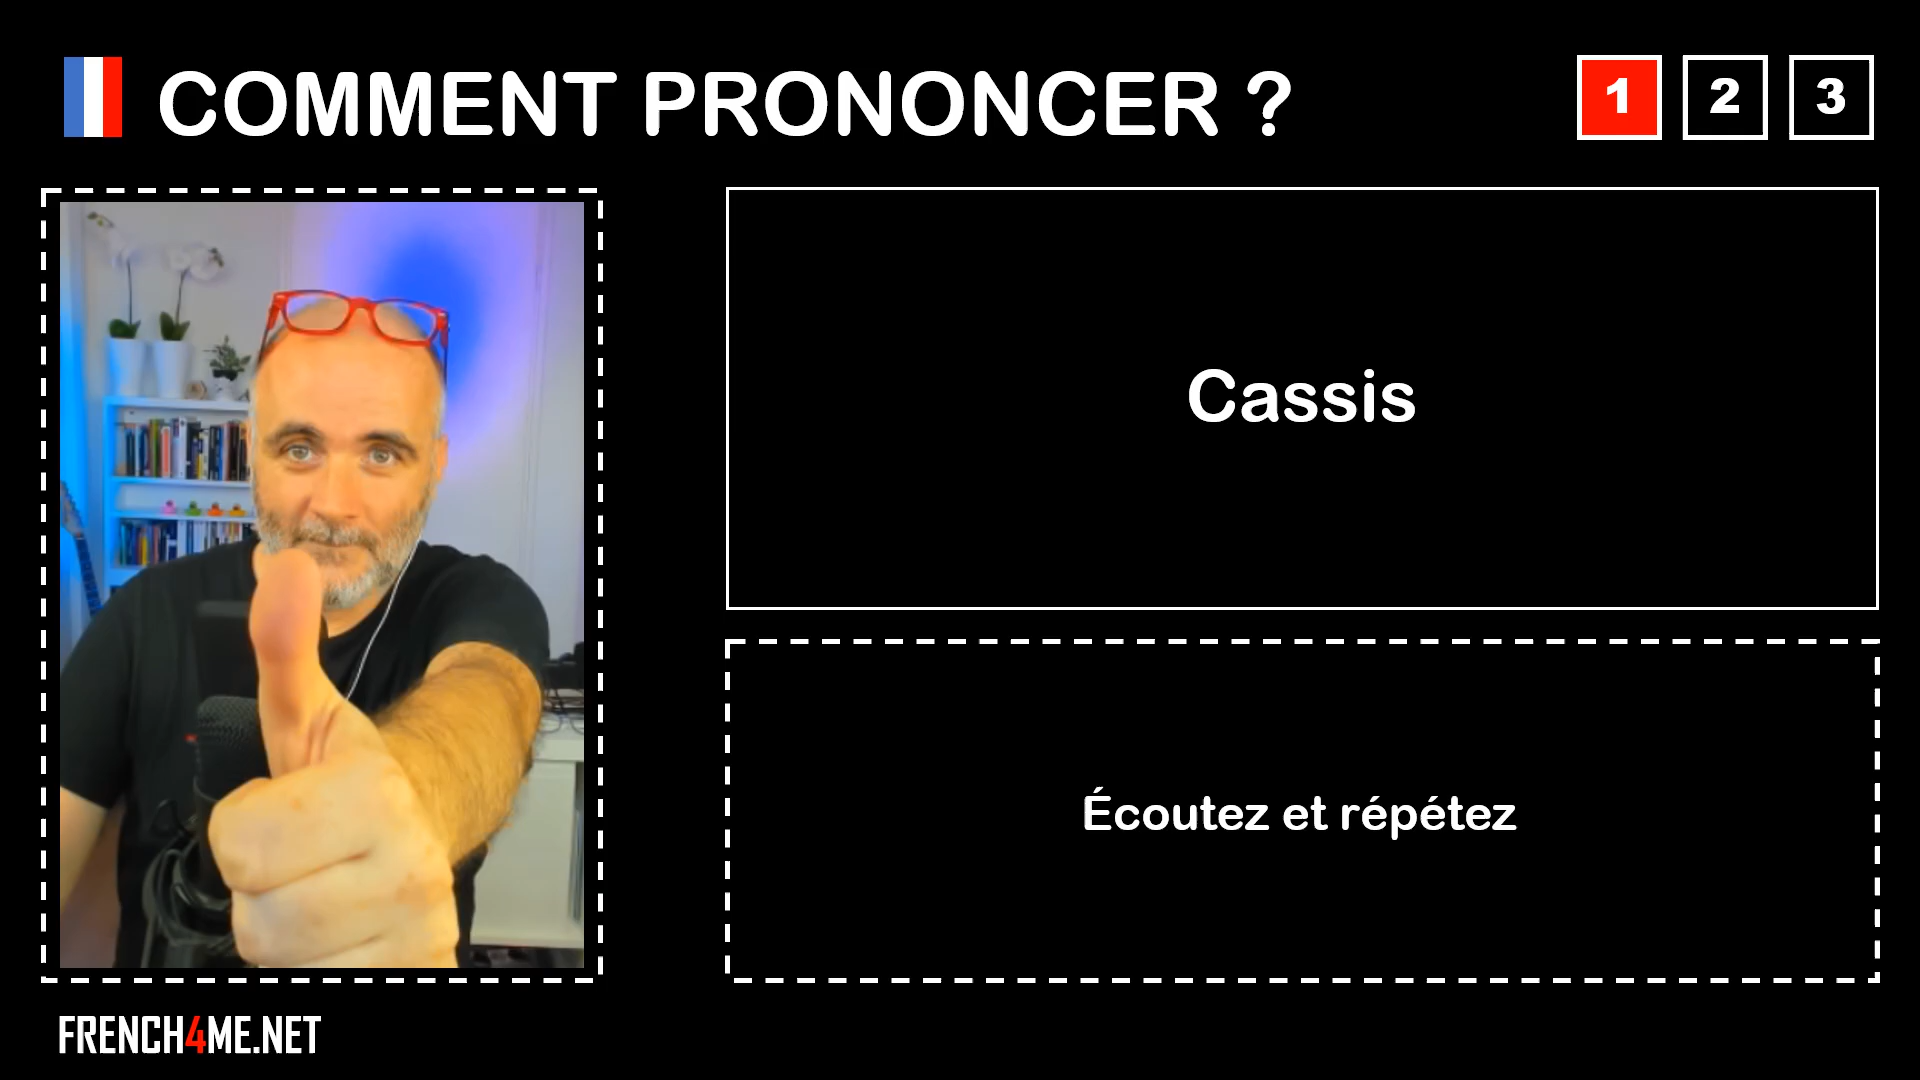 COMMENT PRONONCER ?
1 2 3
Cassis
Écoutez et répétez
FRENCH4ME.NET